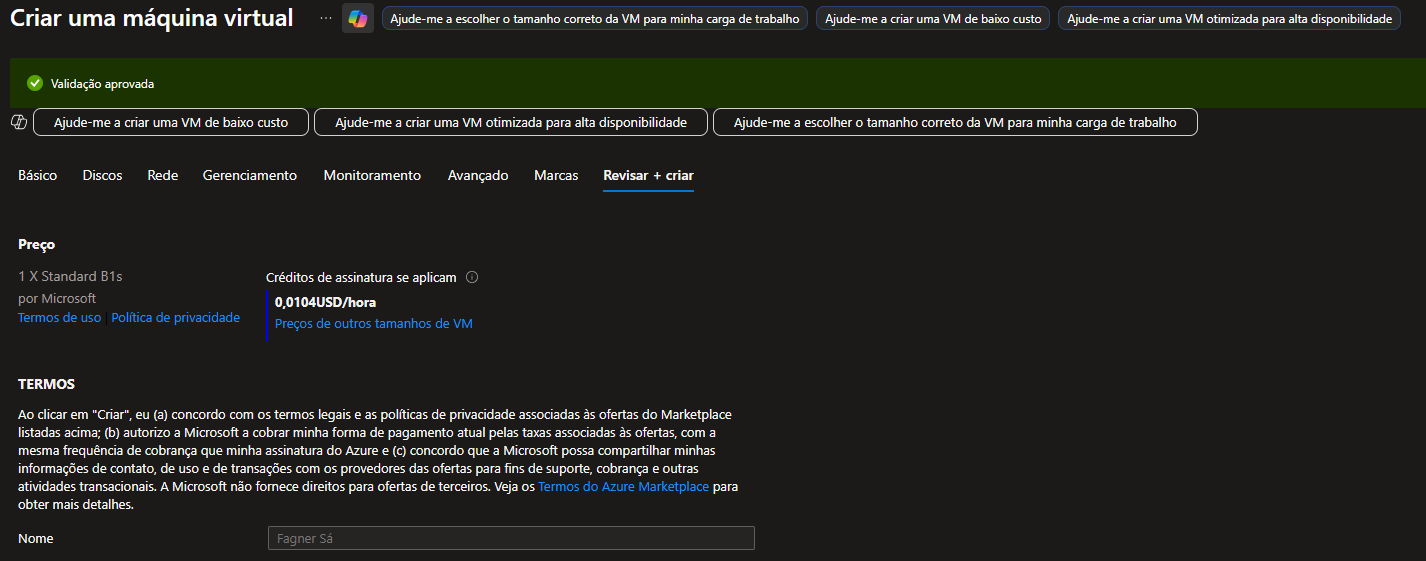 Criar uma máquina virtual
...
Ajude-me a escolher o tamanho correto da VM para minha carga de trabalho
Ajude-me a criar uma VM de baixo custo
Ajude-me a criar uma VM otimizada para alta disponibilidade
Validação aprovada
Ajude-me a criar uma VM de baixo custo
Ajude-me a criar uma VM otimizada para alta disponibilidade
Ajude-me a escolher o tamanho correto da VM para minha carga de trabalho
Básico Discos Rede Gerenciamento Monitoramento Avançado Marcas Revisar + criar
Preço
1 X Standard B1s
por Microsoft
Termos de uso | Política de privacidade
Créditos de assinatura se aplicam
0,0104USD/hora
Preços de outros tamanhos de VM
TERMOS
Ao clicar em "Criar", eu (a) concordo com os termos legais e as políticas de privacidade associadas às ofertas do Marketplace
listadas acima; (b) autorizo a Microsoft a cobrar minha forma de pagamento atual pelas taxas associadas às ofertas, com a
mesma frequência de cobrança que minha assinatura do Azure e (c) concordo que a Microsoft possa compartilhar minhas
informações de contato, de uso e de transações com os provedores das ofertas para fins de suporte, cobrança e outras
atividades transacionais. A Microsoft não fornece direitos para ofertas de terceiros. Veja os Termos do Azure Marketplace para
obter mais detalhes.
Nome
Fagner Sá